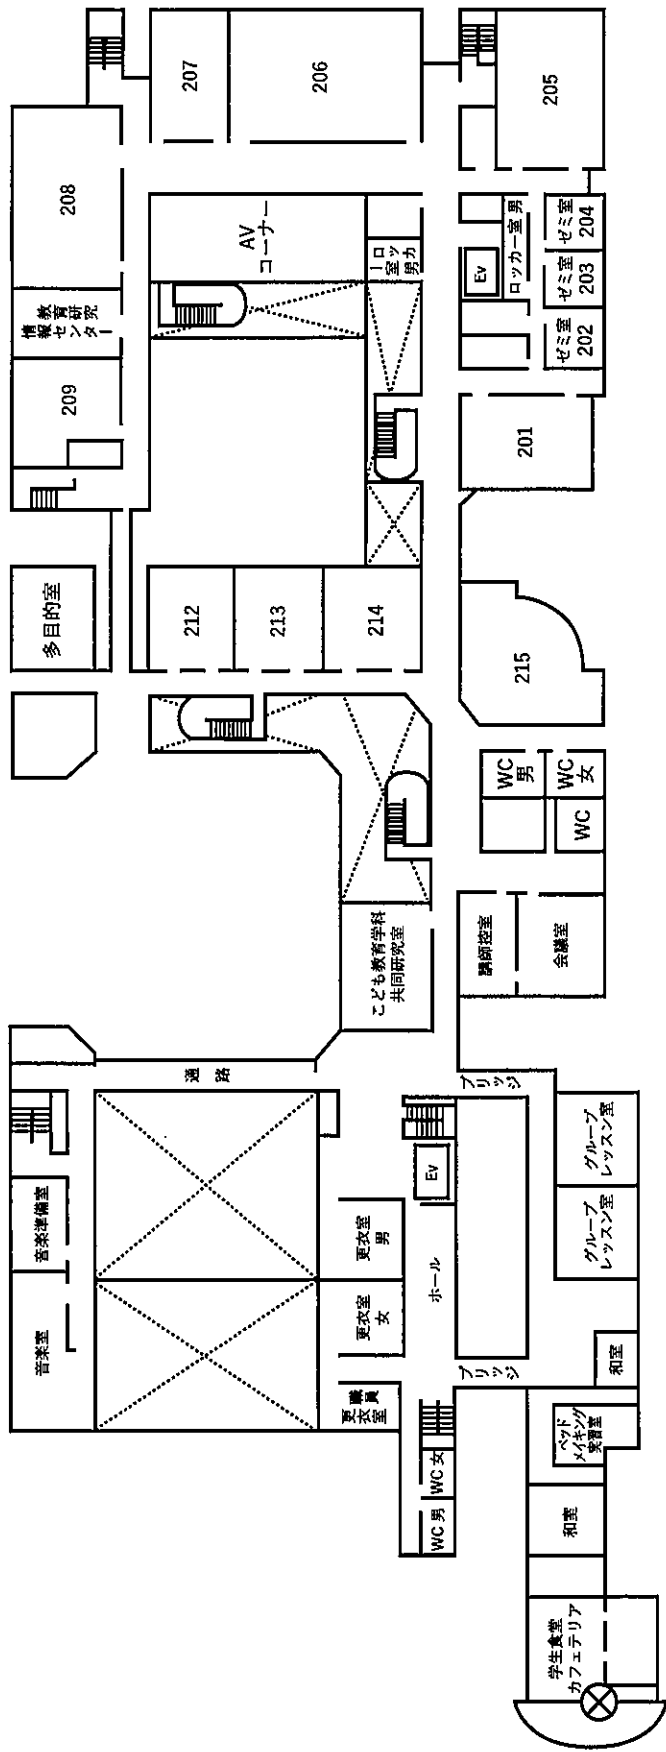 207
206
205
208
AV
コーナー
ロッカ
ー室男
Ev
ロッカー室 男
ゼミ室
204
ゼミ室
203
ゼミ室
202
教育研究
情報センター
209
201
多目的室
212
213
214
215
WC
男
WC
女
WC
こども教育学科
共同研究室
講師控室
会議室
通 路
ブリッジ
音楽準備室
音楽室
更衣室
男
更衣室
女
職員
更衣
室
Ev
ホール
グループ
レッスン室
グループ
レッスン室
ブリッジ
和室
WC 女
WC 男
ベッド
メイキング
実習室
和室
学生食堂
カフェテリア